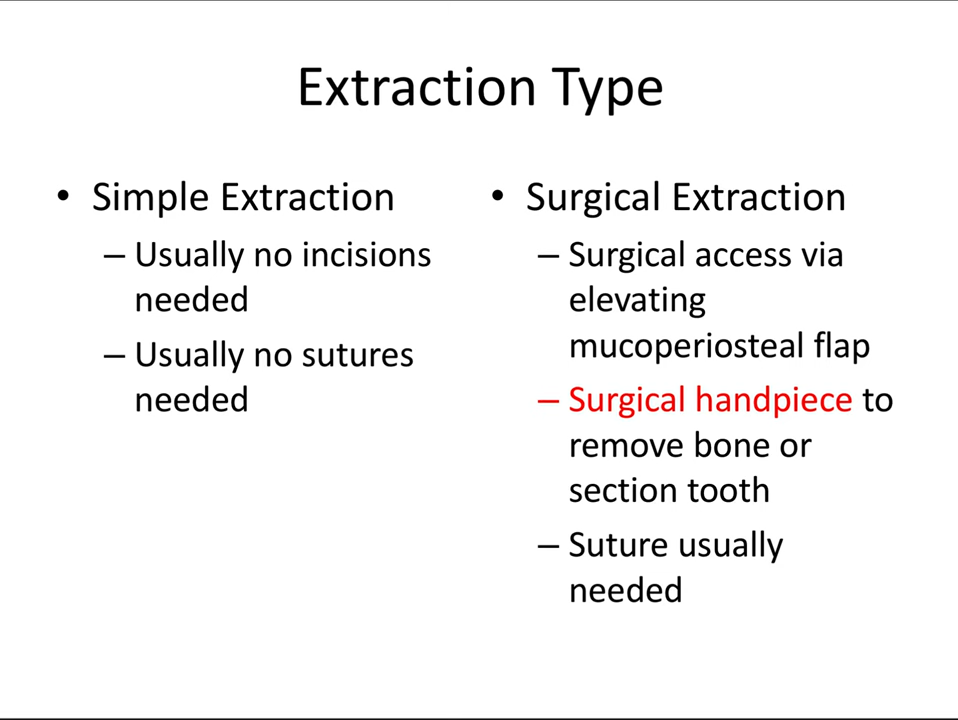 Extraction Type
• Simple Extraction
– Usually no incisions
needed
– Usually no sutures
needed
• Surgical Extraction
– Surgical access via
elevating
mucoperiosteal flap
– Surgical handpiece to
remove bone or
section tooth
– Suture usually
needed